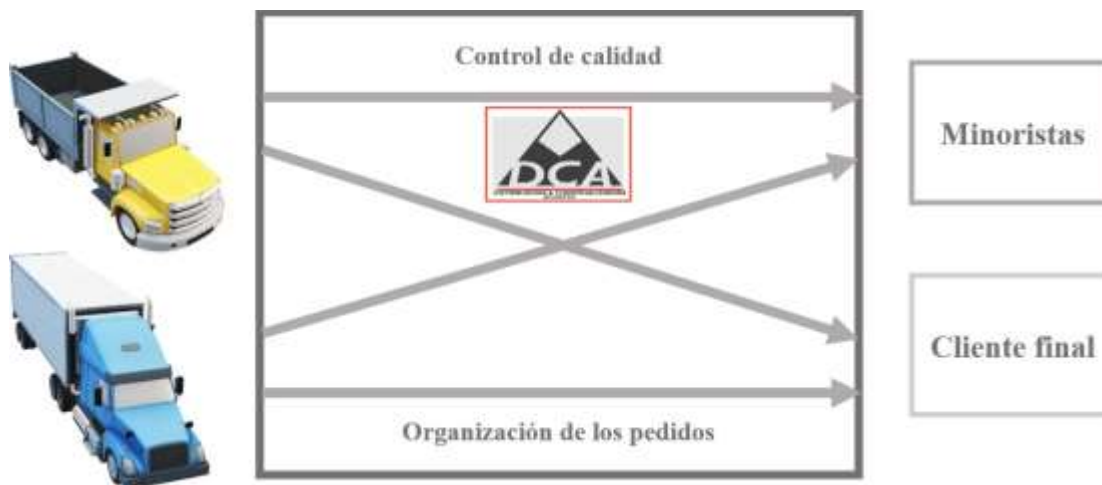 Control de calidad
DCA
Minoristas
Cliente final
Organización de los pedidos